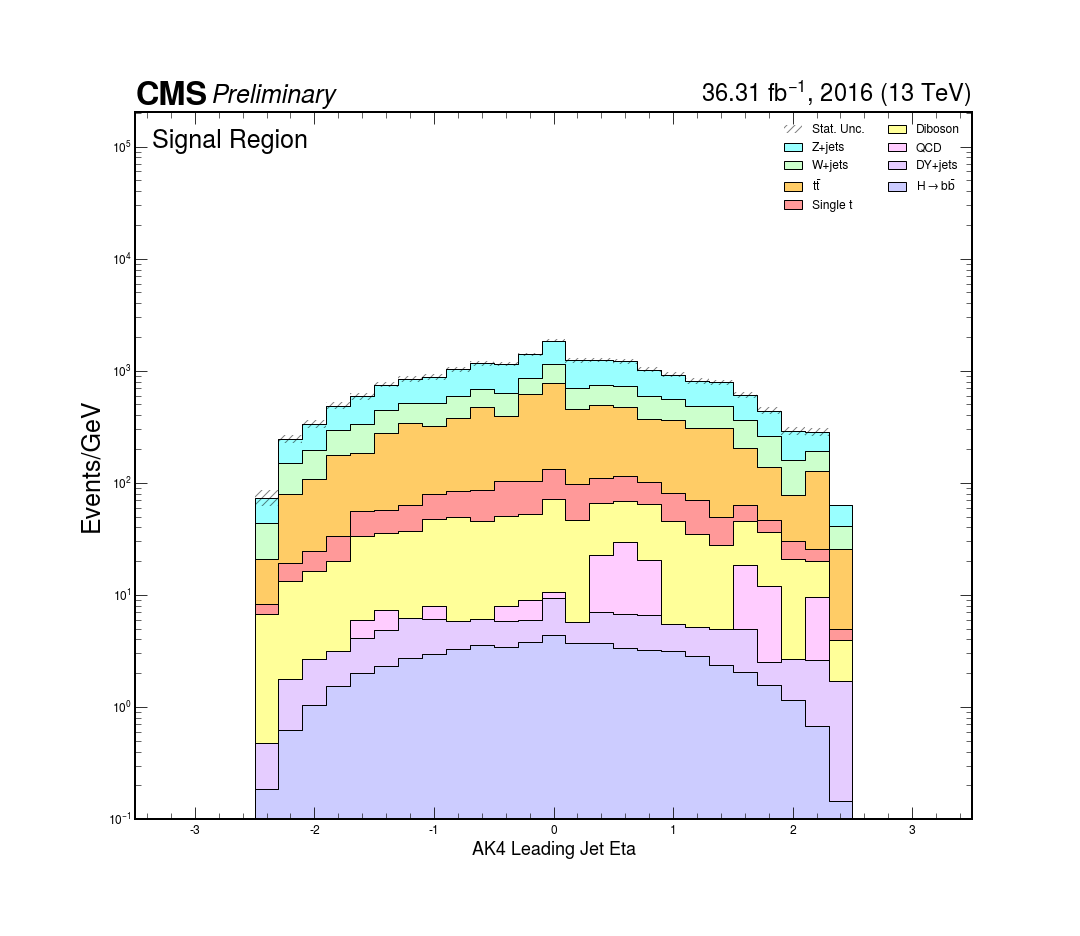 CMS Preliminary
36.31 fb⁻¹, 2016 (13 TeV)
Signal Region
Stat. Unc.
Z+jets
W+jets
tt̄
Single t
Diboson
QCD
DY+jets
H→bb̄
Events/GeV
10⁵
10⁴
10³
10²
10¹
10⁰
10⁻¹
-3 -2 -1 0 1 2 3
AK4 Leading Jet Eta